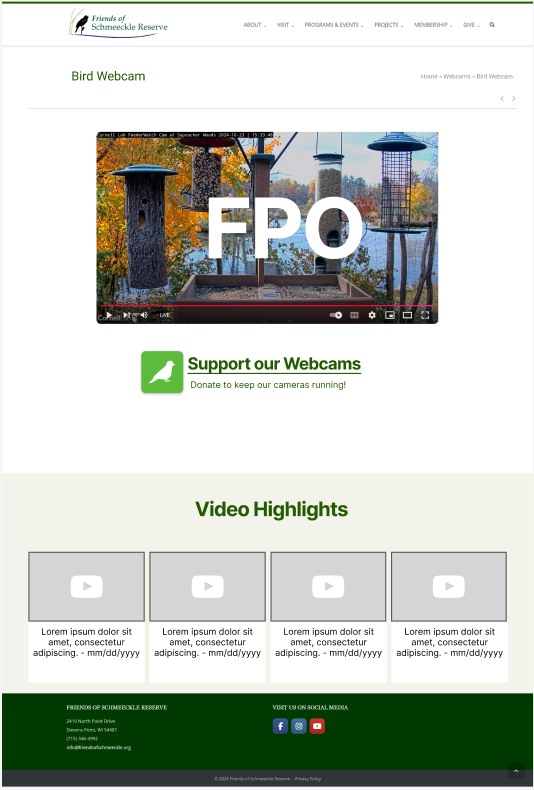 Friends of
Schmeeckle Reserve
ABOUT
VISIT
PROGRAMS & EVENTS
PROJECTS
MEMBERSHIP
GIVE
Bird Webcam
Home » Webcams » Bird Webcam
Cornell Lab FeederWatch Cam at Sapsucker Woods 2024-10-23 | 15:33
FPO
LIVE
Support our Webcams
Donate to keep our cameras running!
Video Highlights
Lorem ipsum dolor sit
amet, consectetur
adipiscing. - mm/dd/yyyy
Lorem ipsum dolor sit
amet, consectetur
adipiscing. - mm/dd/yyyy
Lorem ipsum dolor sit
amet, consectetur
adipiscing. - mm/dd/yyyy
Lorem ipsum dolor sit
amet, consectetur
adipiscing. - mm/dd/yyyy
FRIENDS OF SCHMEECKLE RESERVE
2419 North Point Drive
Stevens Point, WI 54481
(715) 346-4992
info@friendsofschmeeckle.org
VISIT US ON SOCIAL MEDIA
© 2024 Friends of Schmeeckle Reserve . Privacy Policy